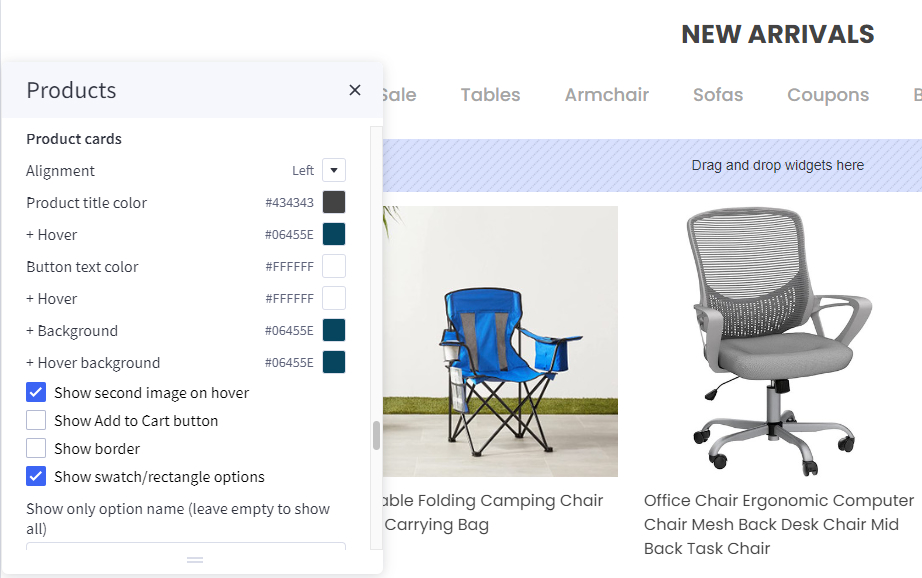 NEW ARRIVALS
Products
Sale Tables Armchair Sofas Coupons
Product cards
Alignment Left
Drag and drop widgets here
Product title color #434343
+ Hover #06455E
Button text color #FFFFFF
+ Hover #FFFFFF
+ Background #06455E
+ Hover background #06455E
Show second image on hover
Show Add to Cart button
Show border
Show swatch/rectangle options
Show only option name (leave empty to show
all)
Folding Camping Chair
Carrying Bag
Office Chair Ergonomic Computer
Chair Mesh Back Desk Chair Mid
Back Task Chair